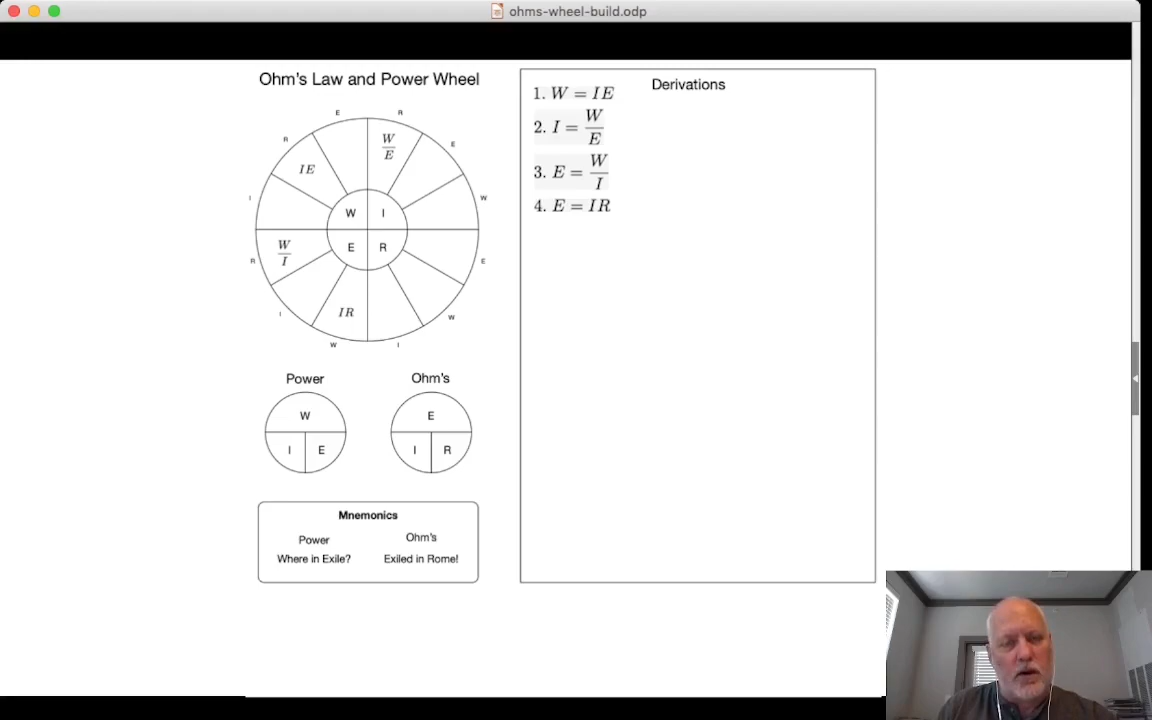 ohms-wheel-build.odp
Ohm's Law and Power Wheel
E R
R E
I W
R E
I W
W I
W
E
IE
W I
E R
W
I
IR
Power Ohm's
W E
I E I R
Mnemonics
Power Ohm's
Where in Exile? Exiled in Rome!
Derivations
1. W = IE
2. I = W/E
3. E = W/I
4. E = IR